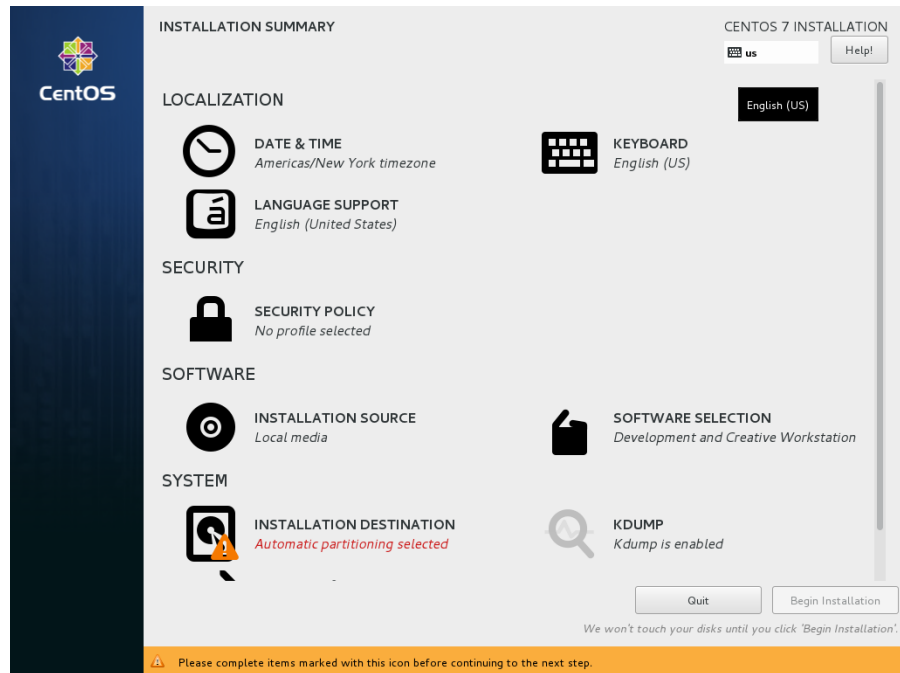 INSTALLATION SUMMARY
CENTOS 7 INSTALLATION
us
Help!
CentOS
LOCALIZATION
English (US)
DATE & TIME
Americas/New York timezone
KEYBOARD
English (US)
á
LANGUAGE SUPPORT
English (United States)
SECURITY
SECURITY POLICY
No profile selected
SOFTWARE
INSTALLATION SOURCE
Local media
SOFTWARE SELECTION
Development and Creative Workstation
SYSTEM
INSTALLATION DESTINATION
Automatic partitioning selected
KDUMP
Kdump is enabled
Quit
Begin Installation
We won't touch your disks until you click 'Begin Installation'.
Please complete items marked with this icon before continuing to the next step.